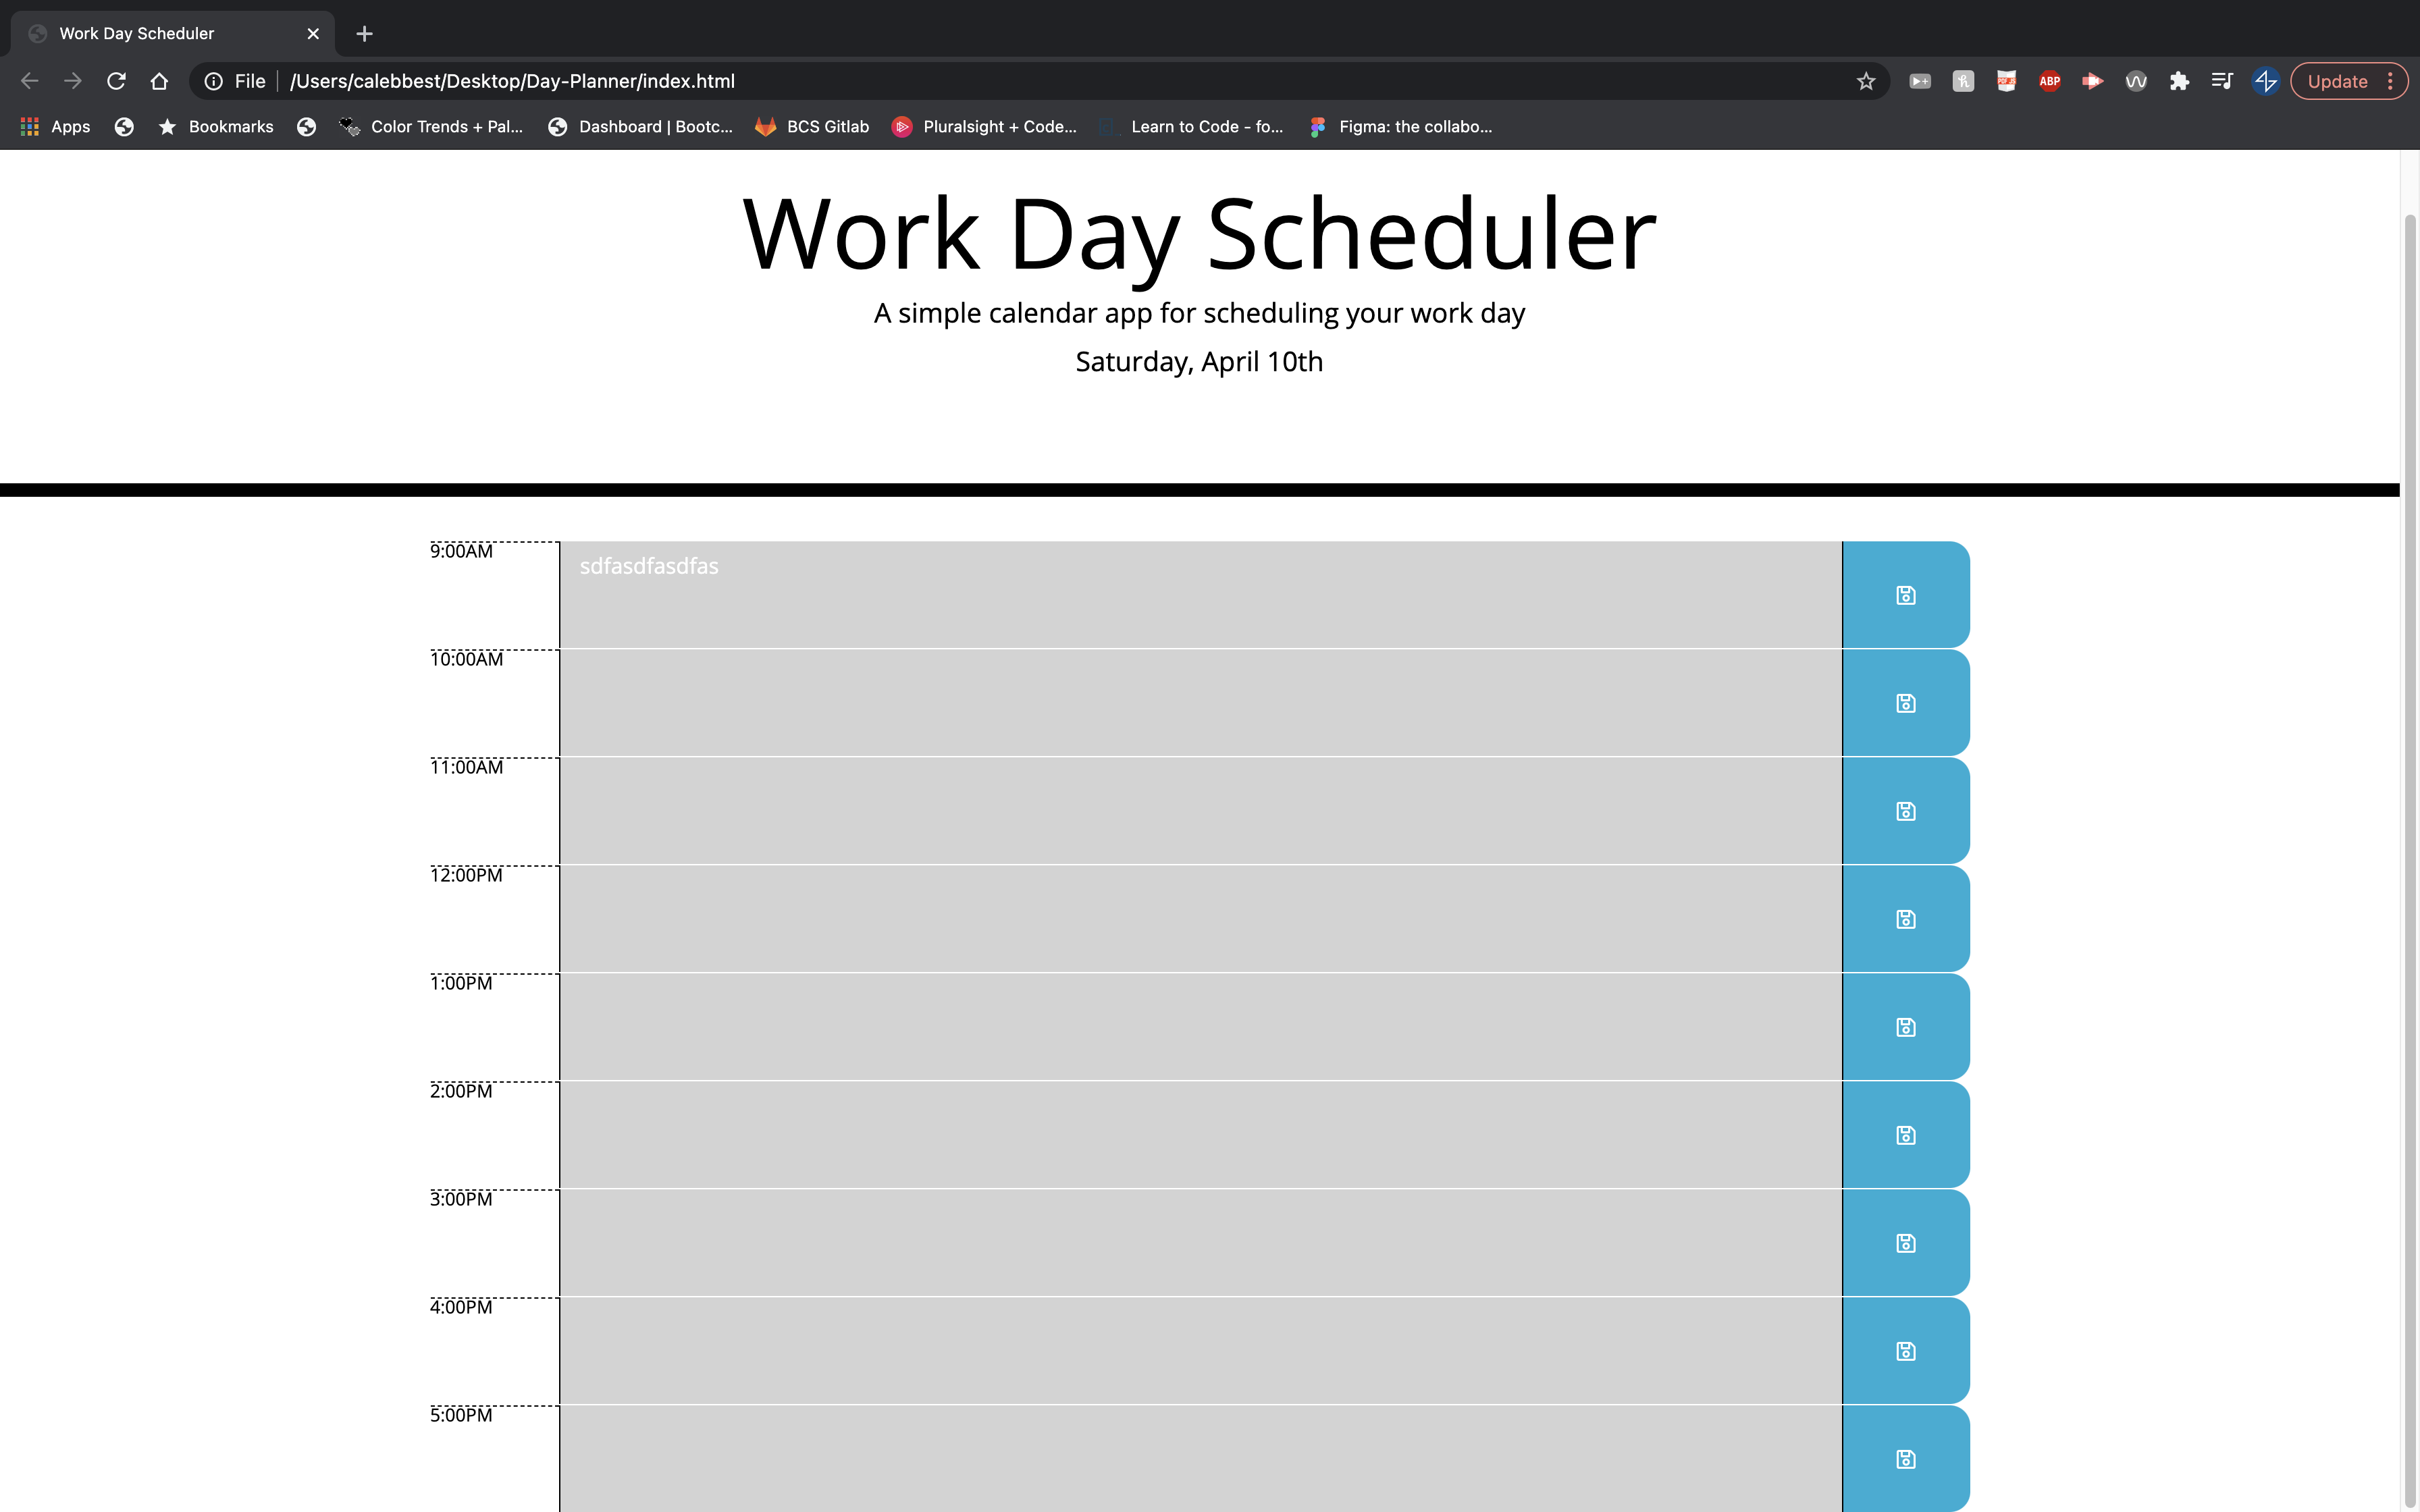 Work Day Scheduler
File /Users/calebbest/Desktop/Day-Planner/index.html
ABP
Update
Apps Bookmarks Color Trends + Pal... Dashboard | Bootc... BCS Gitlab Pluralsight + Code... Learn to Code - fo... Figma: the collabo...
Work Day Scheduler
A simple calendar app for scheduling your work day
Saturday, April 10th
9:00AM
sdfasdfasdfas
10:00AM
11:00AM
12:00PM
1:00PM
2:00PM
3:00PM
4:00PM
5:00PM